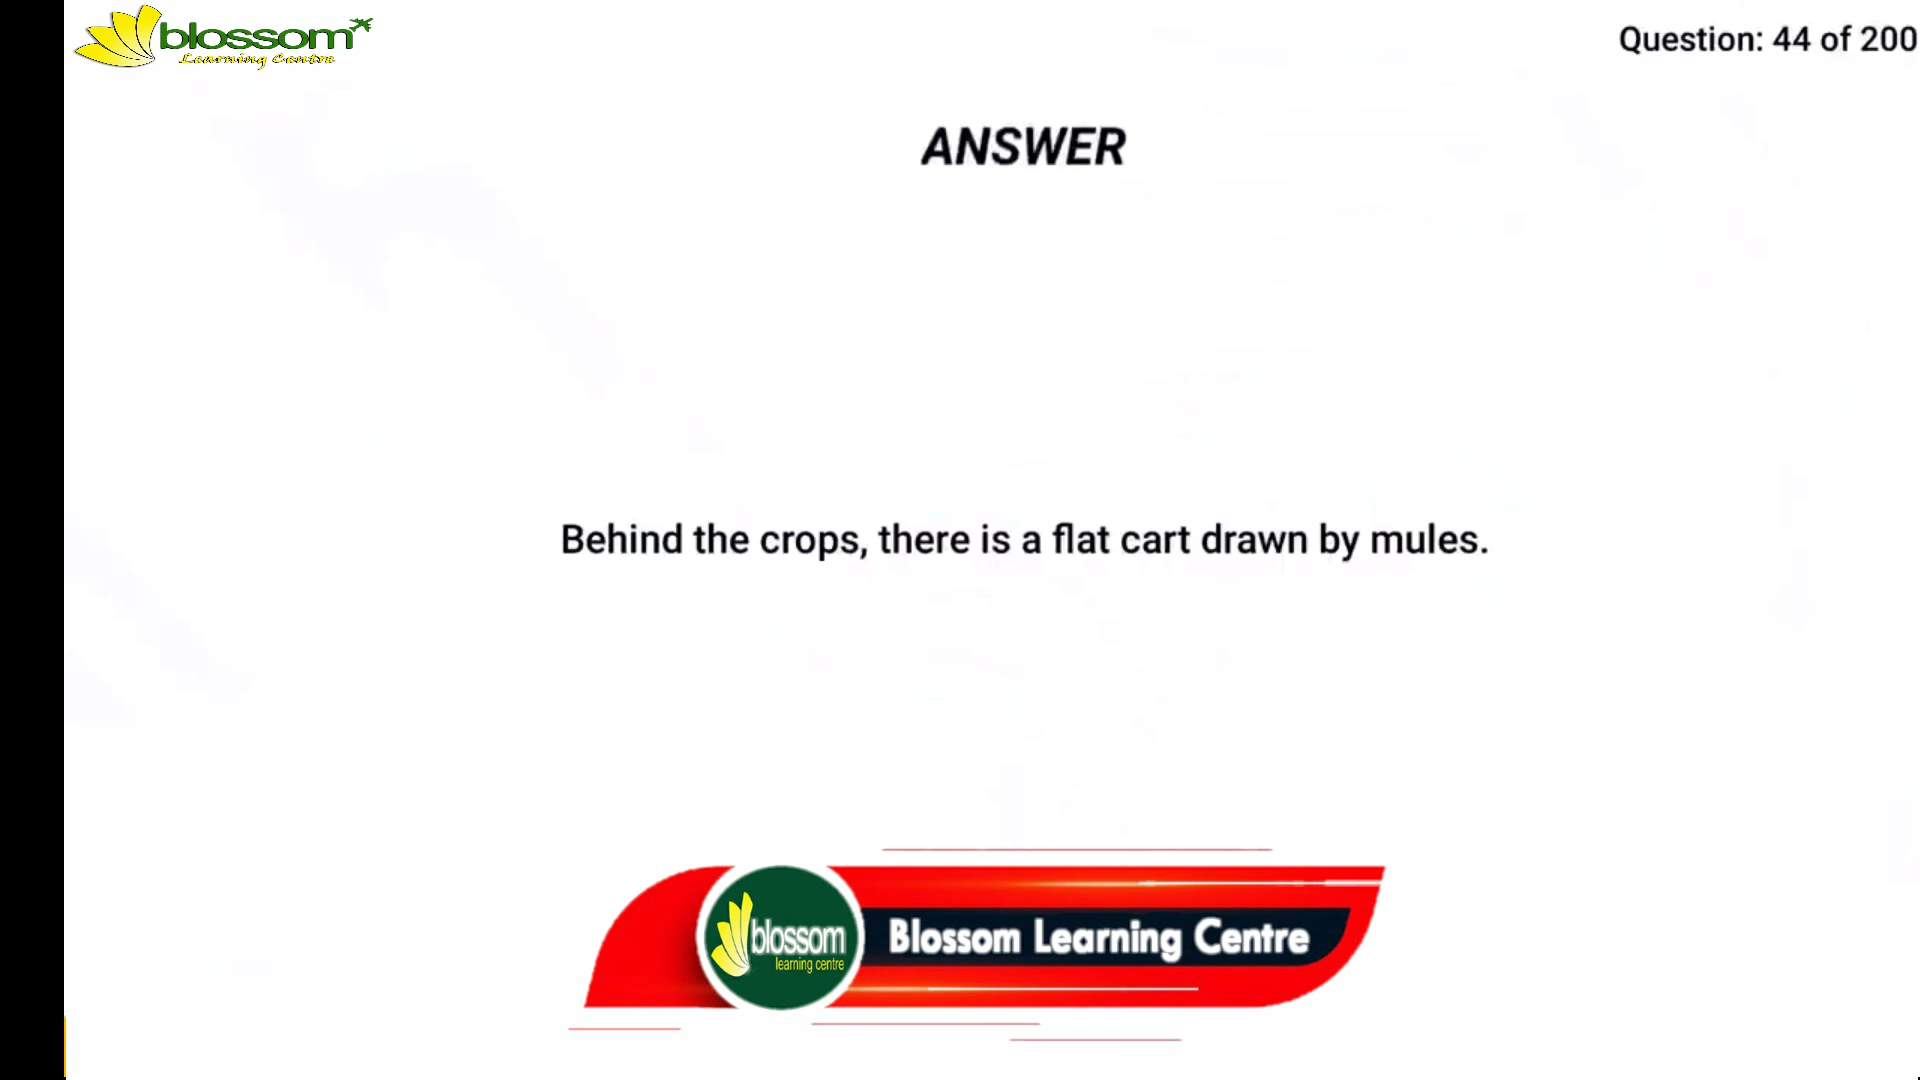 blossom
Learning Centre
Question: 44 of 200
ANSWER
Behind the crops, there is a flat cart drawn by mules.
blossom
learning centre
Blossom Learning Centre